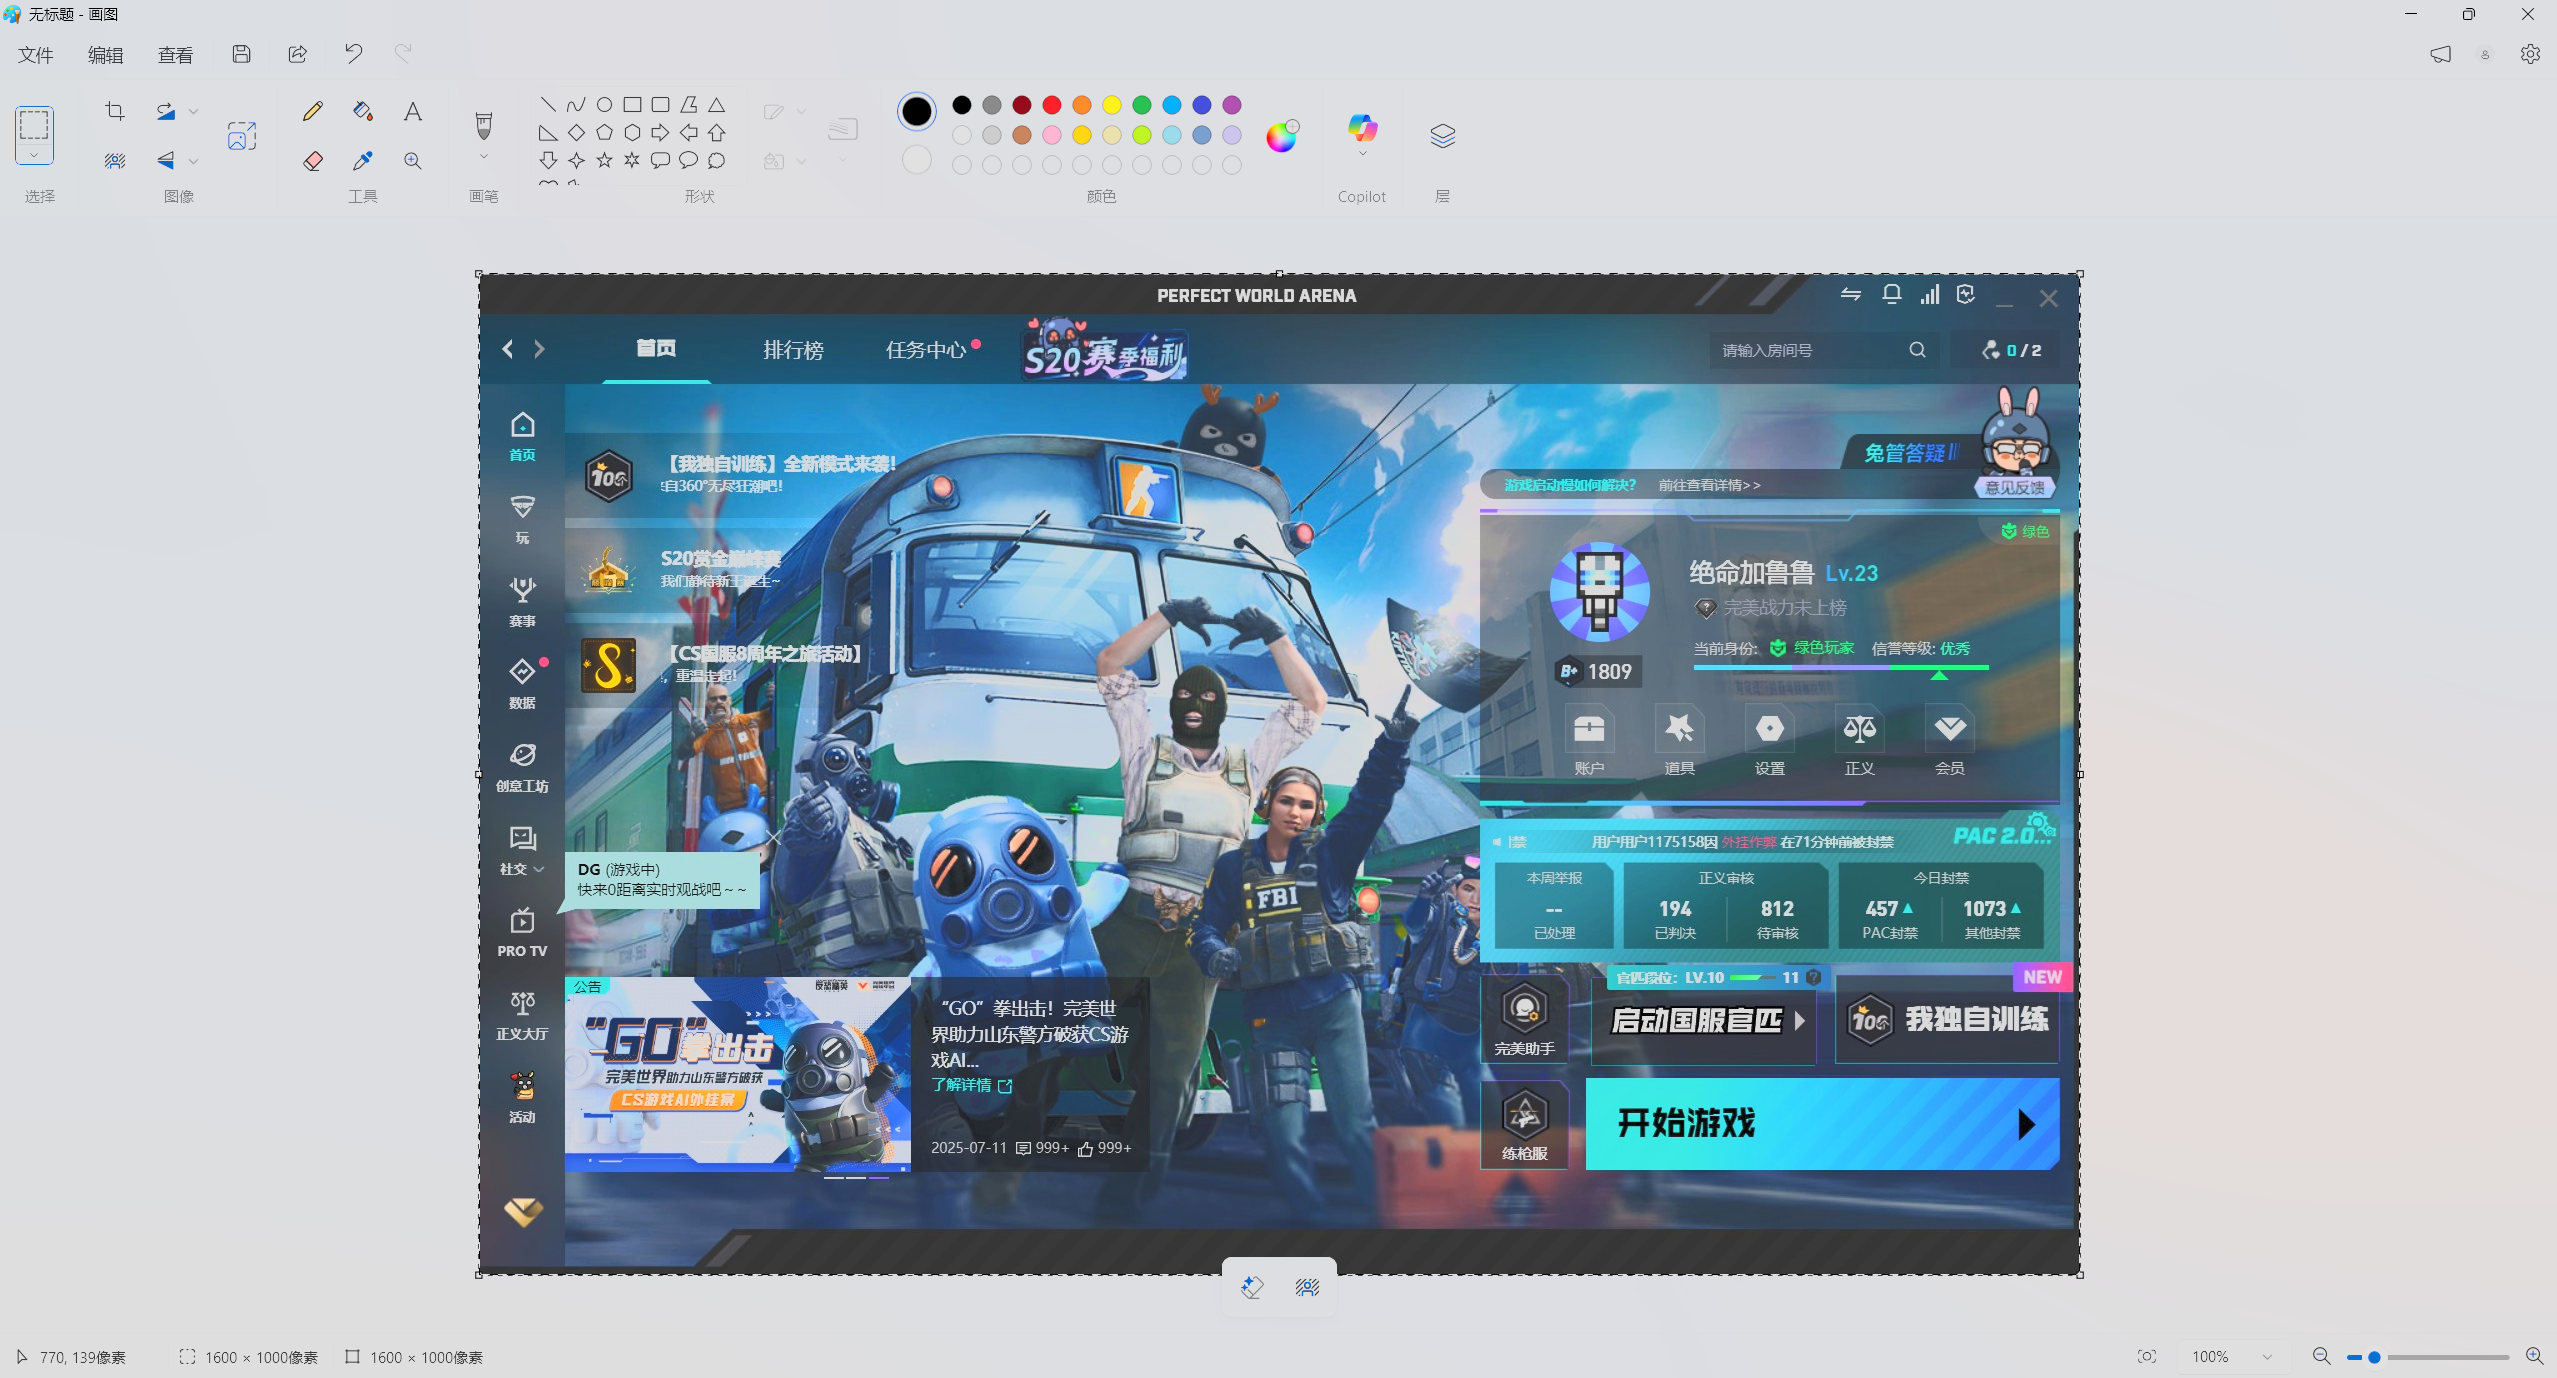 无标题 - 画图
文件 编辑 查看
选择 图像 工具 画笔 形状 颜色 Copilot 层
PERFECT WORLD ARENA
首页 排行榜 任务中心 S20赛季福利
请输入房间号
0 / 2
首页
玩
赛事
数据
创意工坊
社交
PRO TV
正义大厅
活动
【我独自训练】全新模式来袭!
自360°无尽狂潮吧!
S20赏金巅峰赛
我们静待新王诞生~
【CS国服8周年之旅活动】
，重温走起!
DG (游戏中)
快来0距离实时观战吧~~
公告
"GO"拳出击
完美世界助力山东警方破获
CS游戏AI外挂案
“GO”拳出击！完美世
界助力山东警方破获CS游
戏AI...
了解详情
2025-07-11 999+ 999+
FBI
兔管答疑
意见反馈
游戏启动慢如何解决? 前往查看详情>>
绿色
绝命加鲁鲁 Lv.23
完美战力未上榜
当前身份: 绿色玩家 信誉等级: 优秀
B+ 1809
账户 道具 设置 正义 会员
禁 用户用户1175158因 外挂作弊 在71分钟前被封禁
PAC 2.0...
本周举报 正义审核 今日封禁
-- 194 812 457 1073
已处理 已判决 待审核 PAC封禁 其他封禁
官匹段位: LV.10 11
NEW
完美助手
启动国服官匹
我独自训练
练枪服
开始游戏
770, 139像素
1600 × 1000像素
1600 × 1000像素
100%